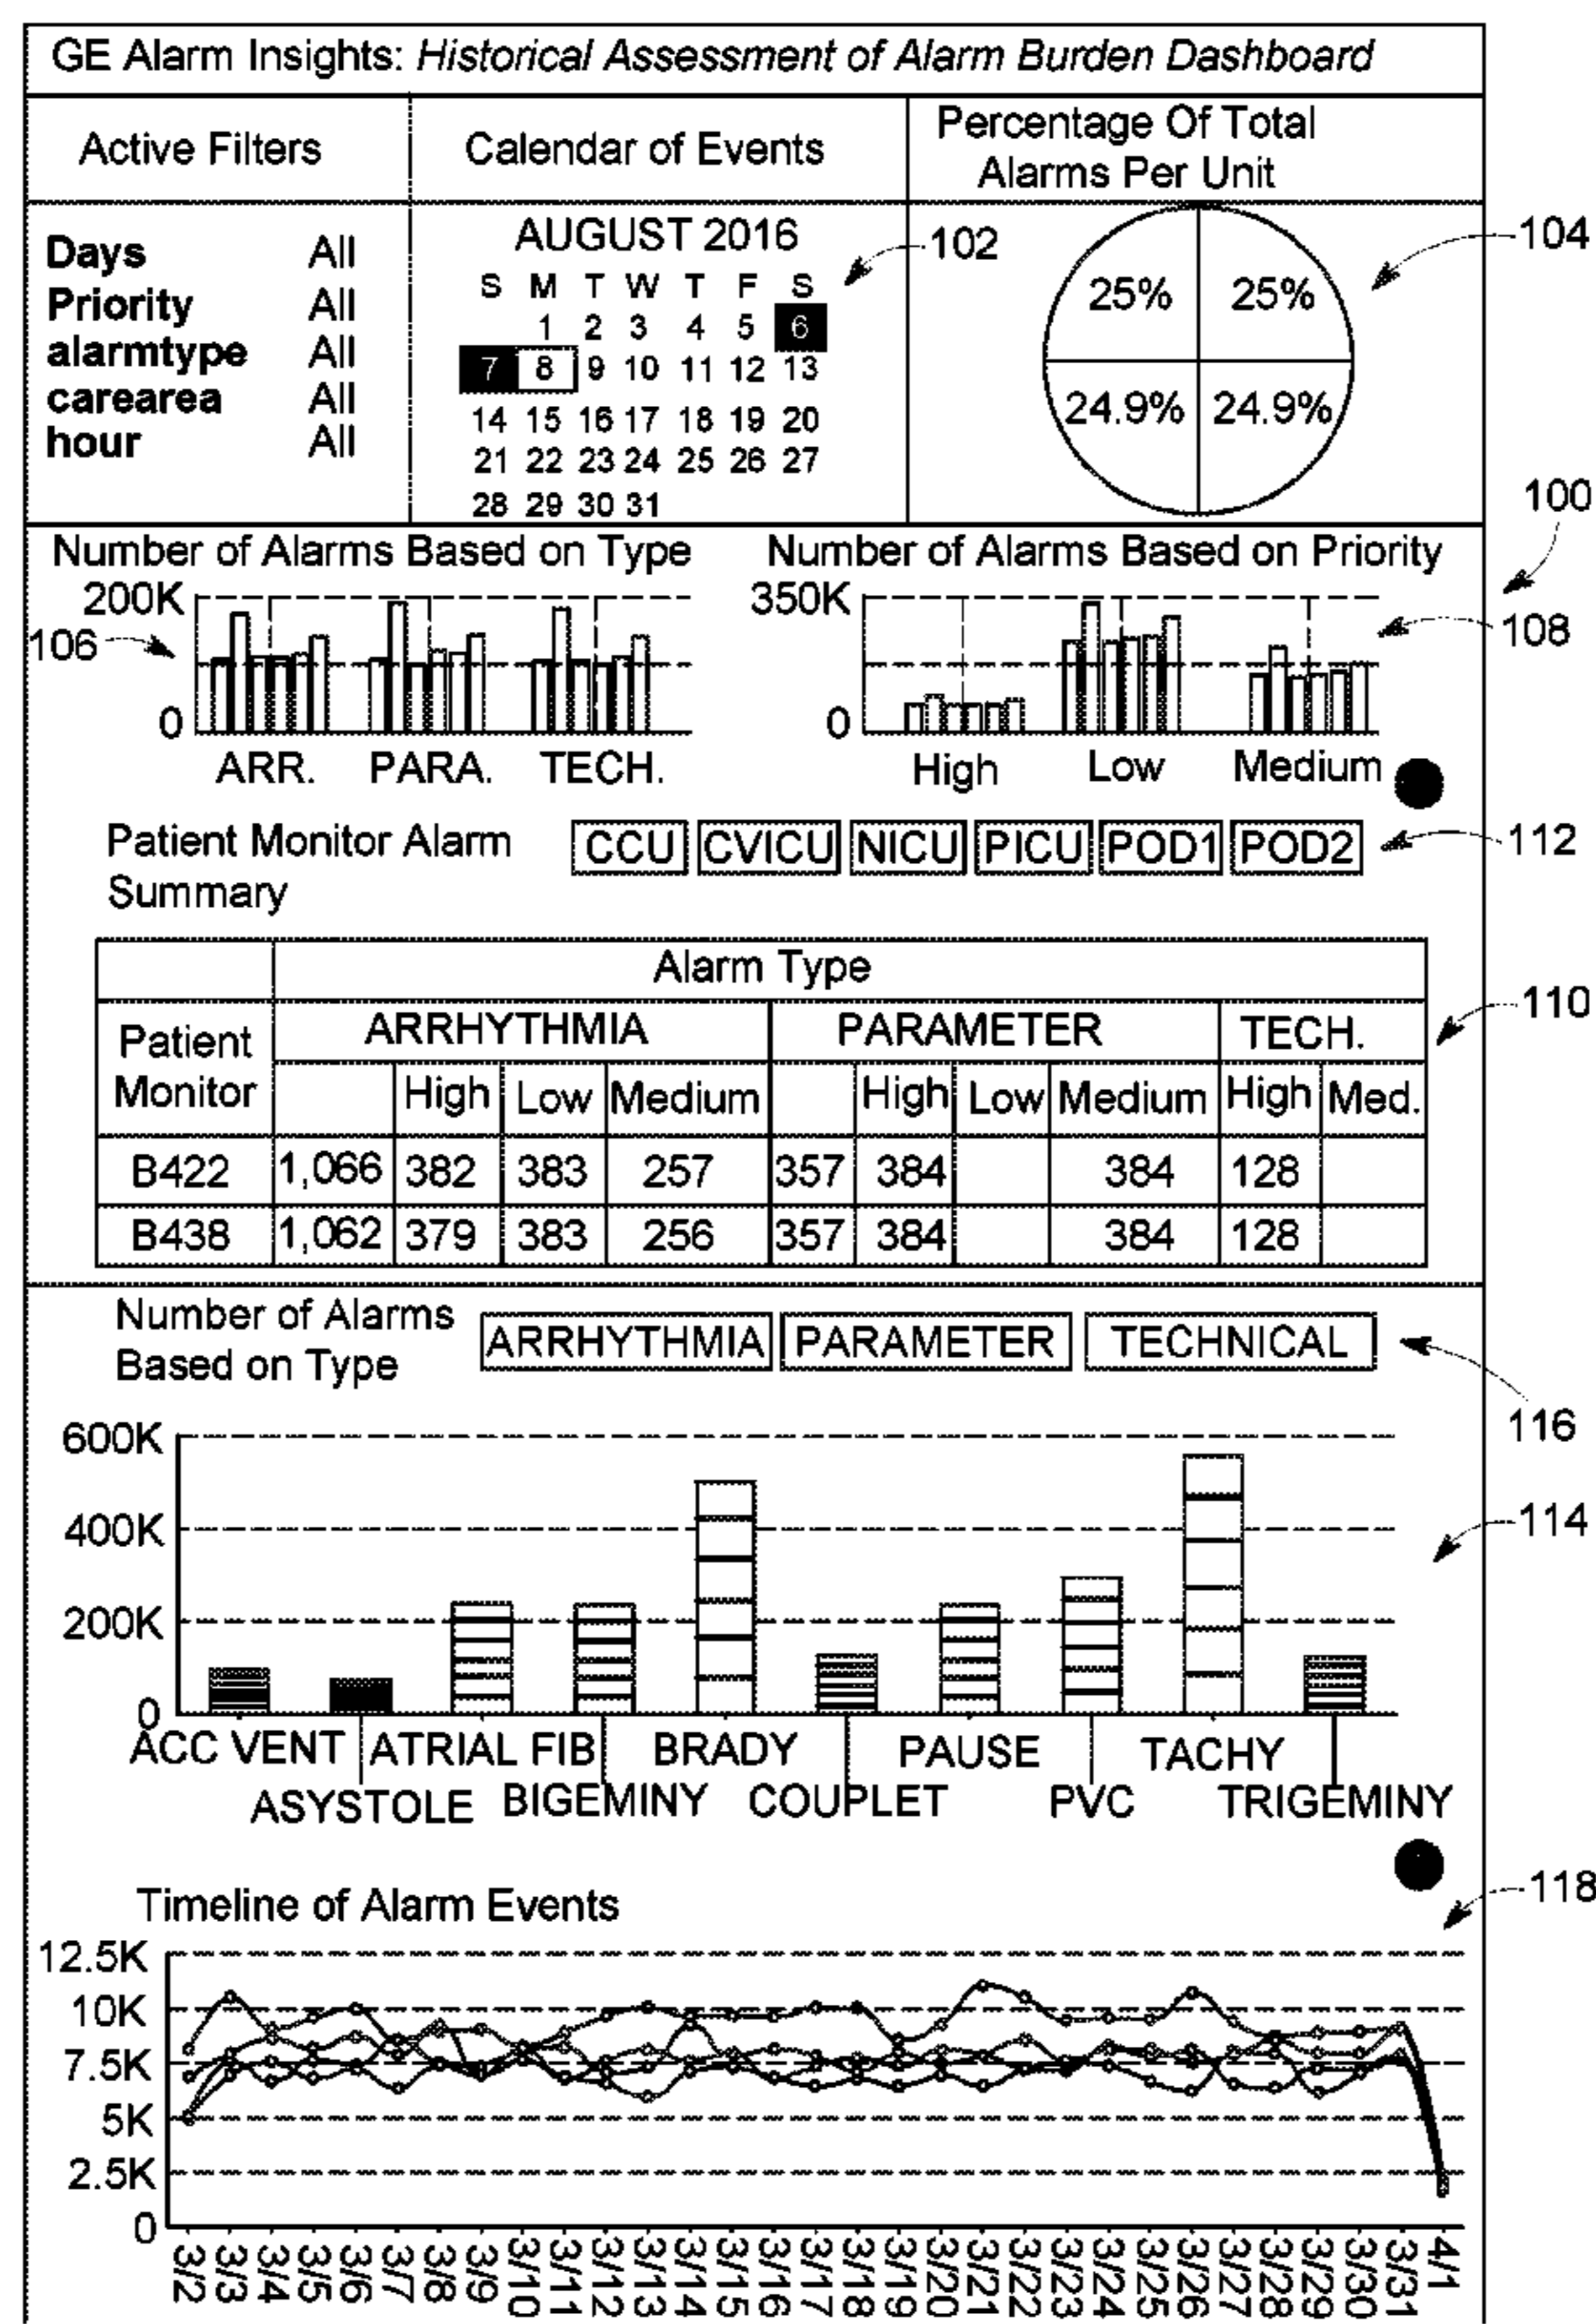 GE Alarm Insights: Historical Assessment of Alarm Burden Dashboard
Active Filters
Calendar of Events
Percentage Of Total
Alarms Per Unit
Days All
Priority All
alarmtype All
carearea All
hour All
AUGUST 2016
S M T W T F S
1 2 3 4 5 6
7 8 9 10 11 12 13
14 15 16 17 18 19 20
21 22 23 24 25 26 27
28 29 30 31
102
25% 25%
24.9% 24.9%
104
100
Number of Alarms Based on Type
200K
0
ARR. PARA. TECH.
106
Number of Alarms Based on Priority
350K
0
High Low Medium
108
Patient Monitor Alarm
Summary
CCU CVICU NICU PICU POD1 POD2
112
Alarm Type
Patient
Monitor
ARRHYTHMIA PARAMETER TECH.
High Low Medium High Low Medium High Med.
B422 1,066 382 383 257 357 384 384 128
B438 1,062 379 383 256 357 384 384 128
110
Number of Alarms
Based on Type
ARRHYTHMIA PARAMETER TECHNICAL
116
600K
400K
200K
0
ACC VENT ATRIAL FIB BRADY PAUSE TACHY
ASYSTOLE BIGEMINY COUPLET PVC TRIGEMINY
114
Timeline of Alarm Events
118
12.5K
10K
7.5K
5K
2.5K
0
3/2 3/3 3/4 3/5 3/6 3/7 3/8 3/9 3/10 3/11 3/12 3/13 3/14 3/15 3/16 3/17 3/18 3/19 3/20 3/21 3/22 3/23 3/24 3/25 3/26 3/27 3/28 3/29 3/30 3/31 4/1